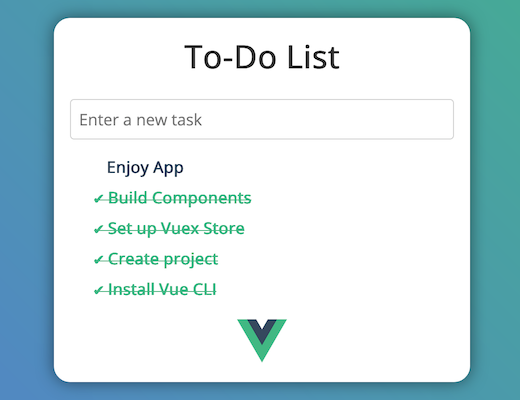 To-Do List
Enter a new task
Enjoy App
✔ Build Components
✔ Set up Vuex Store
✔ Create project
✔ Install Vue CLI